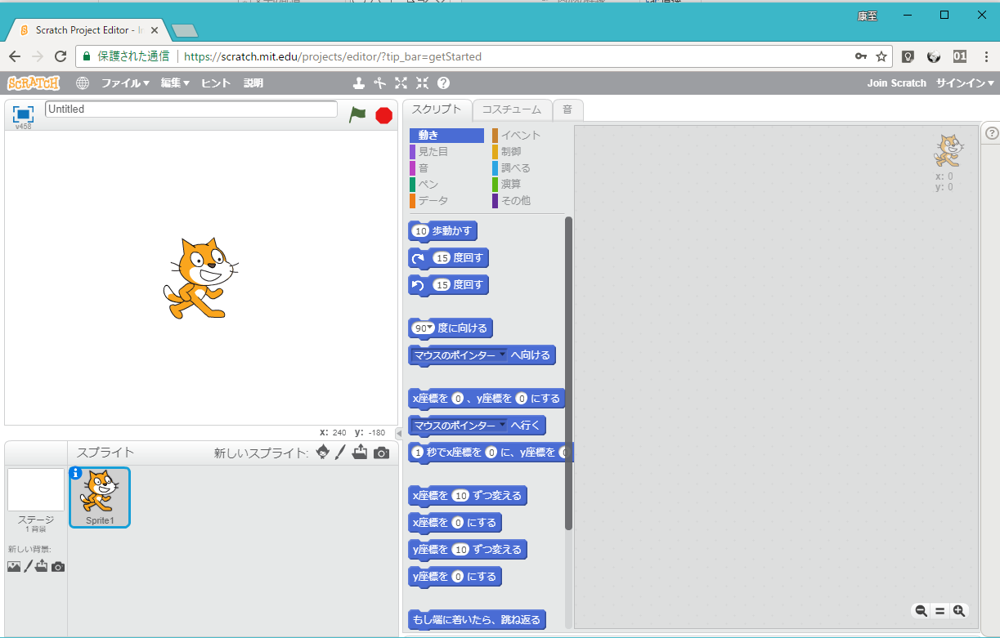 康至
Scratch Project Editor - I
保護された通信 https://scratch.mit.edu/projects/editor/?tip_bar=getStarted 01
SCRATCH ファイル▼ 編集▼ ヒント 説明 Join Scratch サインイン▼
v458 Untitled
スクリプト コスチューム 音
動き イベント
見た目 制御
音 調べる
ペン 演算
データ その他
x: 0
y: 0
10 歩動かす
15 度回す
15 度回す
90▼ 度に向ける
マウスのポインター▼ へ向ける
x座標を 0 、y座標を 0 にする
マウスのポインター▼ へ行く
1 秒でx座標を 0 に、y座標を 0
x座標を 10 ずつ変える
x座標を 0 にする
y座標を 10 ずつ変える
y座標を 0 にする
もし端に着いたら、跳ね返る
x: 240 y: -180
スプライト 新しいスプライト:
Sprite1
ステージ
1 背景
新しい背景: